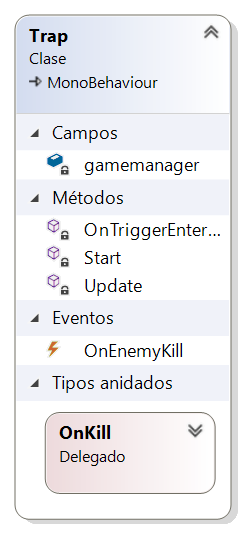 Trap
Clase
MonoBehaviour
Campos
gamemanager
Métodos
OnTriggerEnter...
Start
Update
Eventos
OnEnemyKill
Tipos anidados
OnKill
Delegado